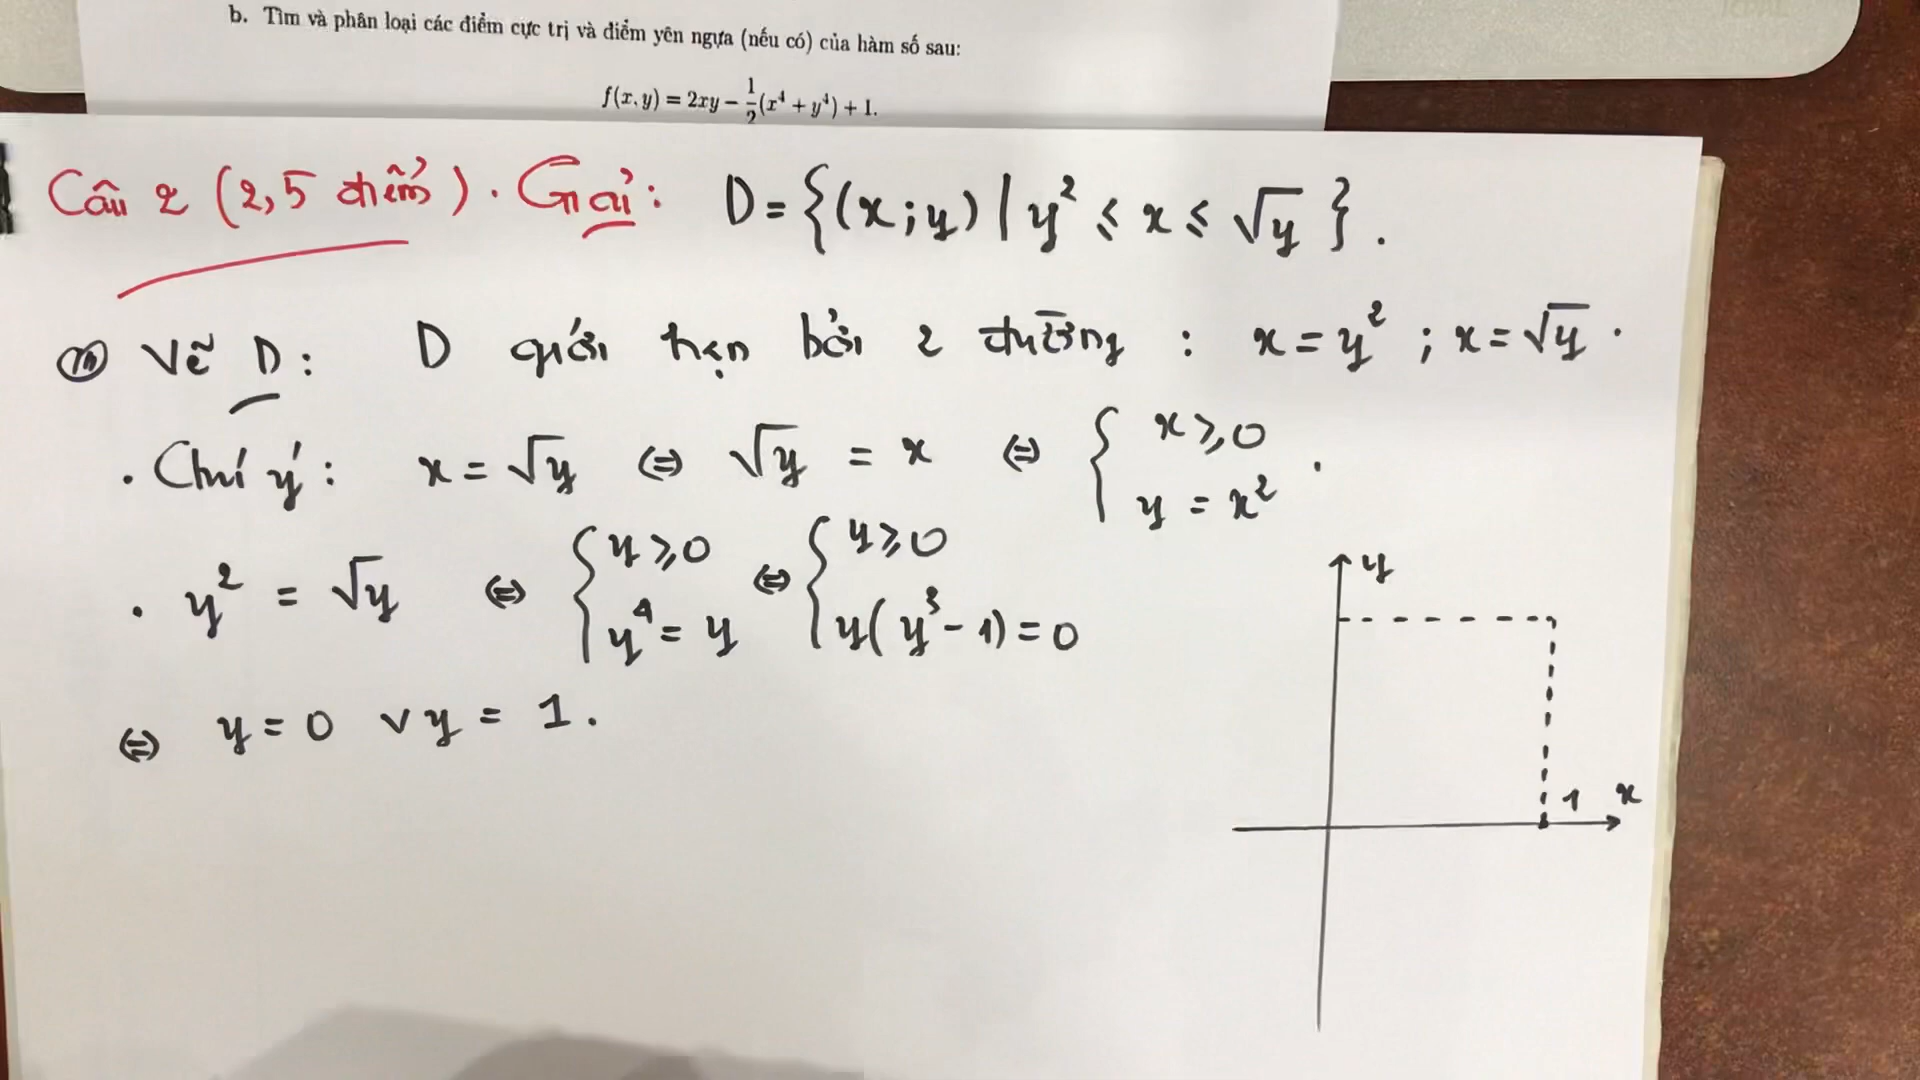 b. Tìm và phân loại các điểm cực trị và điểm yên ngựa (nếu có) của hàm số sau:
f(x, y) = 2xy − 1/2(x⁴ + y⁴) + 1.
Câu 2 (2,5 điểm). Giải: D = {(x;y) | y² ≤ x ≤ √y}.
Vẽ D: D giới hạn bởi 2 đường : x = y² ; x = √y.
. Chú ý: x = √y ⇔ √y = x ⇔ { x ≥ 0
y = x² .
. y² = √y ⇔ { y ≥ 0 ⇔ { y ≥ 0
y⁴ = y y(y³ − 1) = 0
⇔ y = 0 ∨ y = 1.
y
1 x